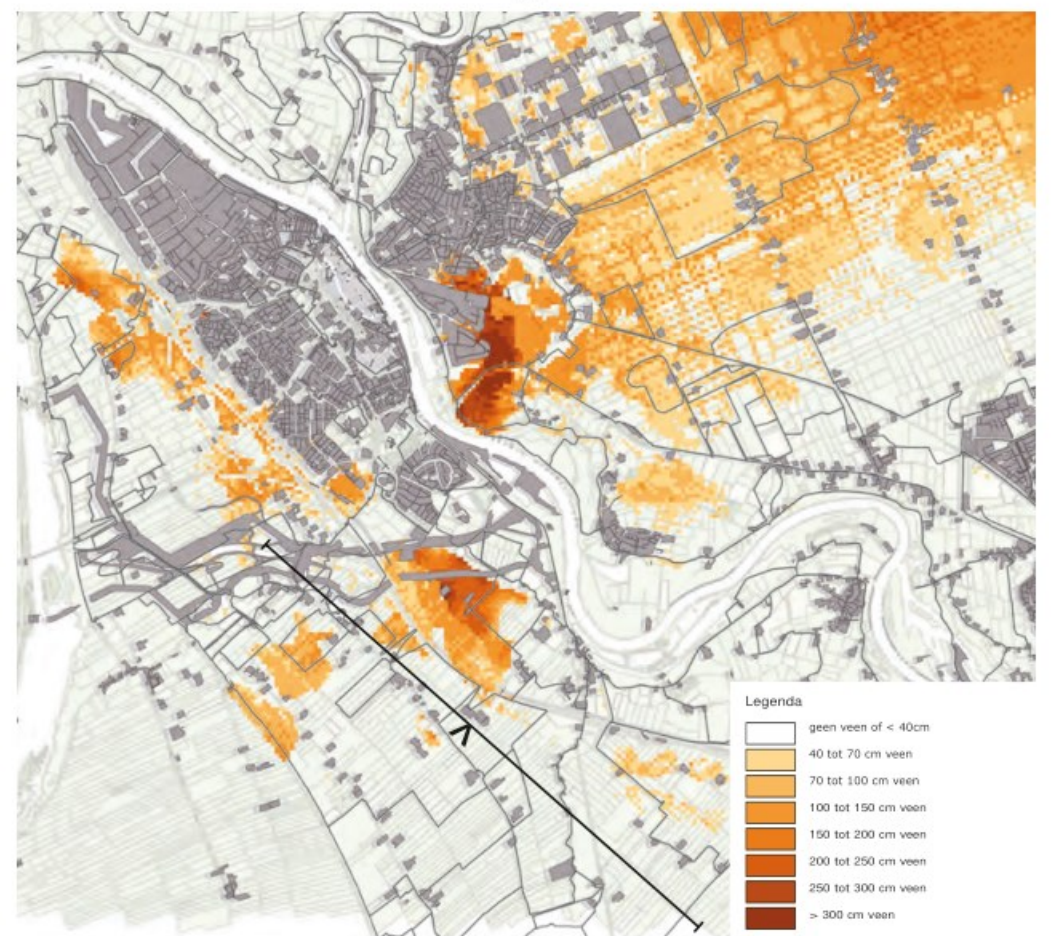 Legenda
geen veen of < 40cm
40 tot 70 cm veen
70 tot 100 cm veen
100 tot 150 cm veen
150 tot 200 cm veen
200 tot 250 cm veen
250 tot 300 cm veen
> 300 cm veen